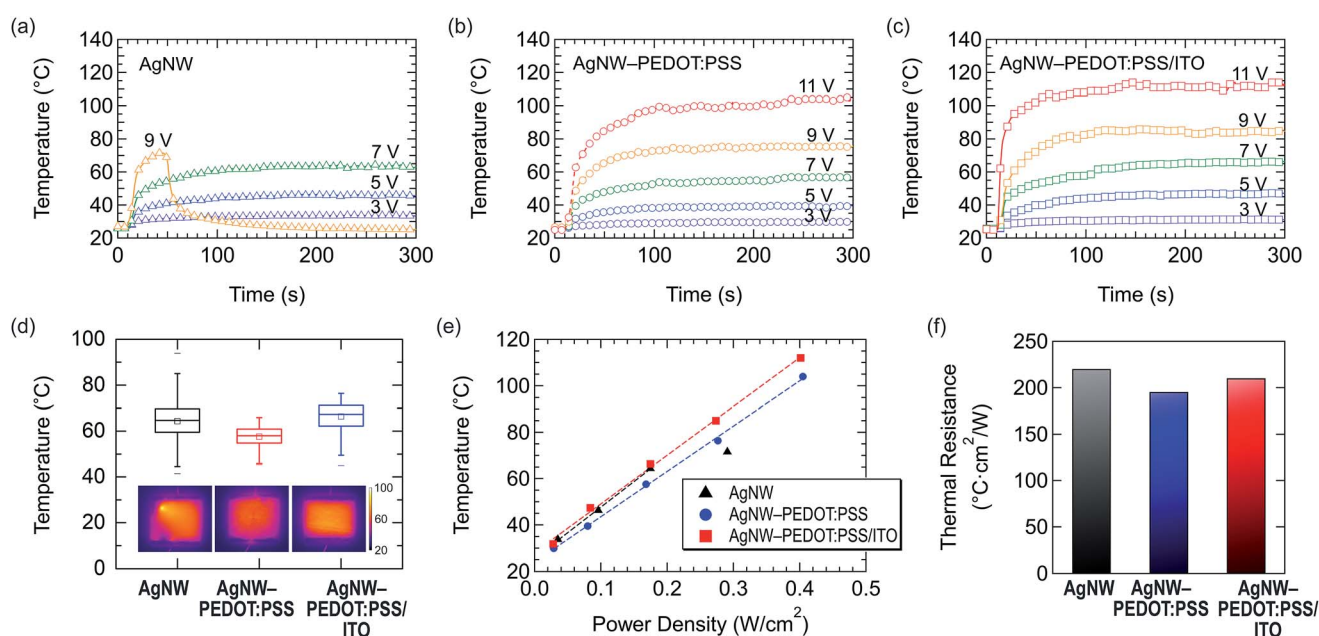 (a)
140
120
100
80
60
40
20
0
100
200
300
Temperature (°C)
Time (s)
AgNW
9 V
7 V
5 V
3 V
(b)
140
120
100
80
60
40
20
0
100
200
300
Temperature (°C)
Time (s)
AgNW–PEDOT:PSS
11 V
9 V
7 V
5 V
3 V
(c)
140
120
100
80
60
40
20
0
100
200
300
Temperature (°C)
Time (s)
AgNW–PEDOT:PSS/ITO
11 V
9 V
7 V
5 V
3 V
(d)
100
80
60
40
20
0
Temperature (°C)
100
60
20
AgNW
AgNW–
PEDOT:PSS
AgNW–
PEDOT:PSS/
ITO
(e)
120
100
80
60
40
20
0
0.1
0.2
0.3
0.4
0.5
Temperature (°C)
Power Density (W/cm²)
AgNW
AgNW–PEDOT:PSS
AgNW–PEDOT:PSS/ITO
(f)
250
200
150
100
50
0
Thermal Resistance
(°C·cm²/W)
AgNW
AgNW–
PEDOT:PSS
AgNW–
PEDOT:PSS/
ITO